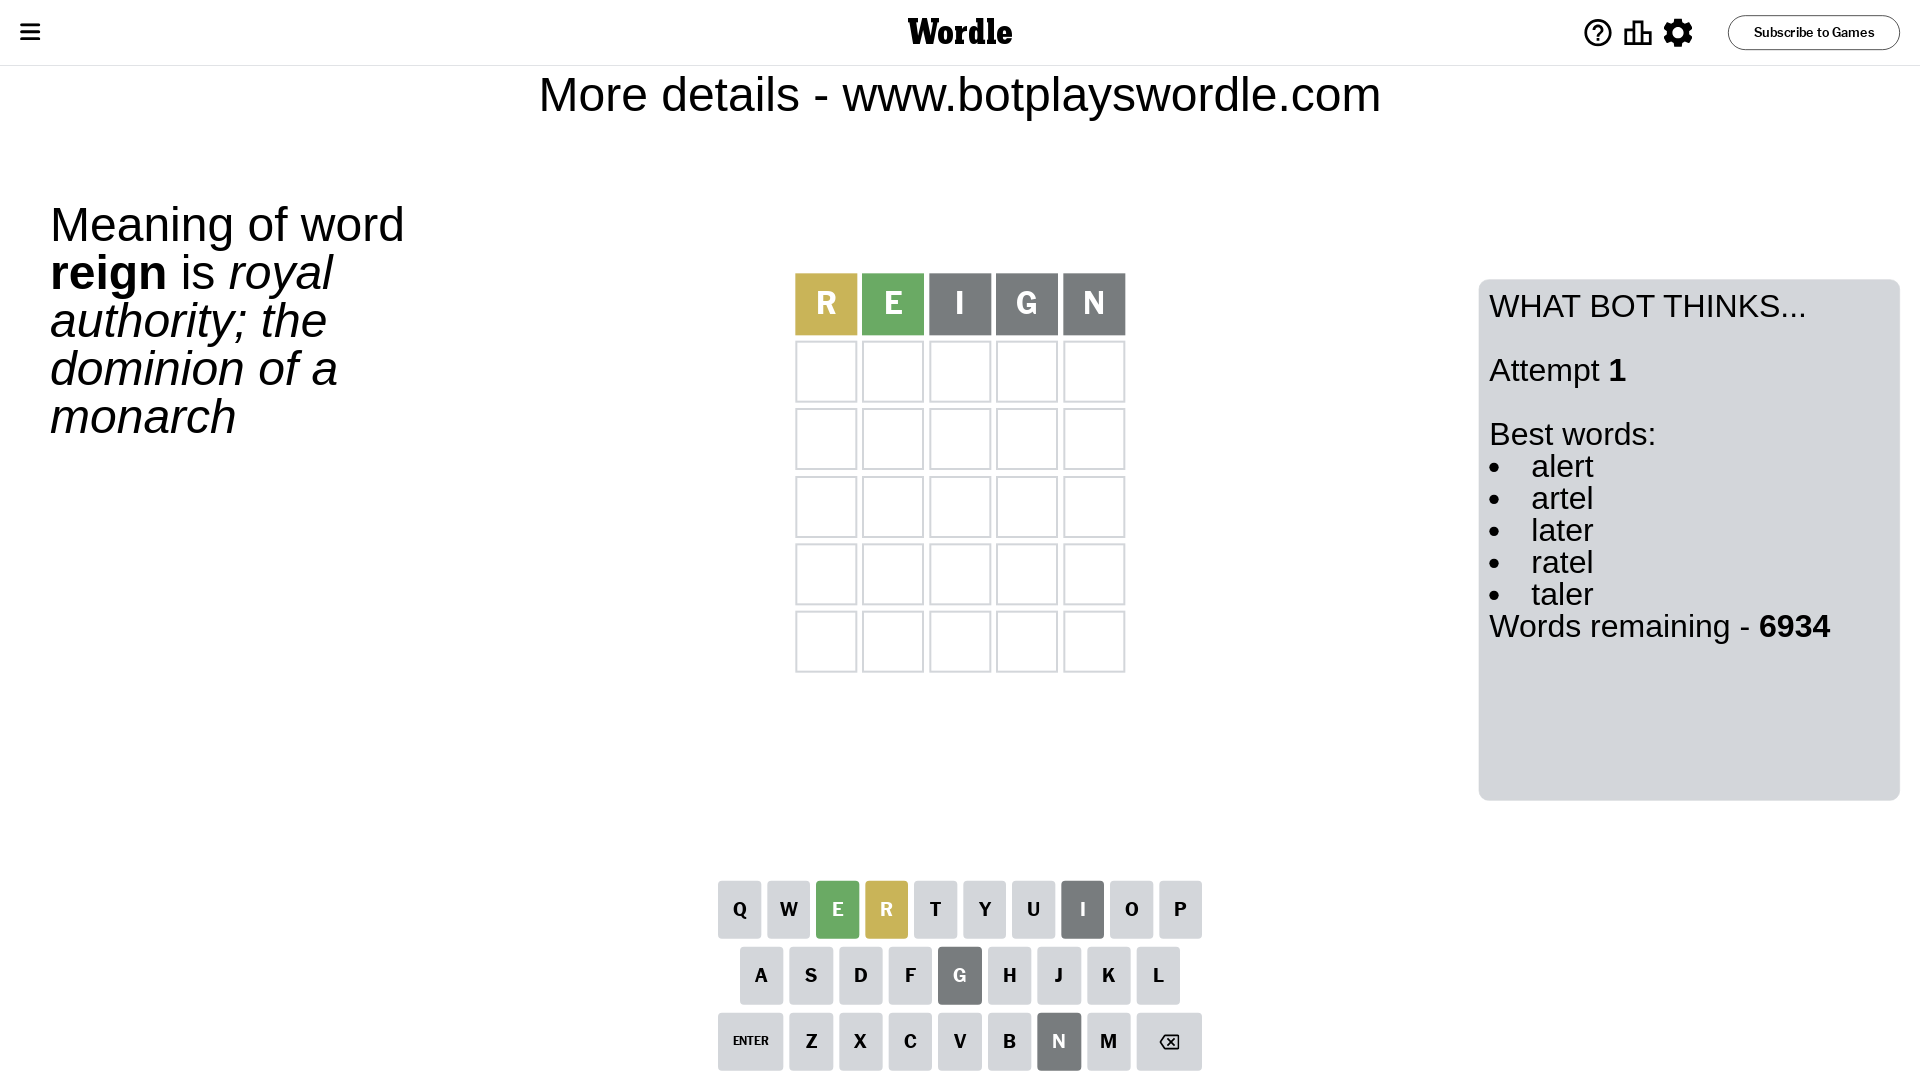 Wordle
Subscribe to Games
More details - www.botplayswordle.com
Meaning of word
reign is royal
authority; the
dominion of a
monarch
R E I G N
WHAT BOT THINKS...
Attempt 1
Best words:
• alert
• artel
• later
• ratel
• taler
Words remaining - 6934
Q W E R T Y U I O P
A S D F G H J K L
ENTER Z X C V B N M